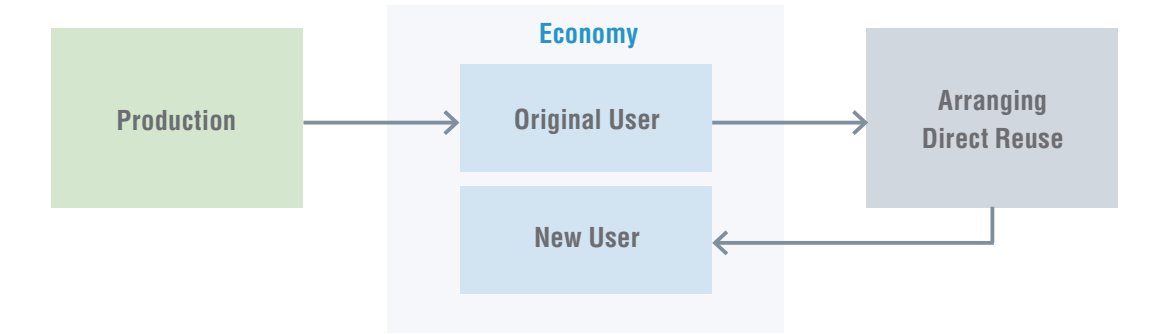 Economy
Production
Original User
Arranging
Direct Reuse
New User